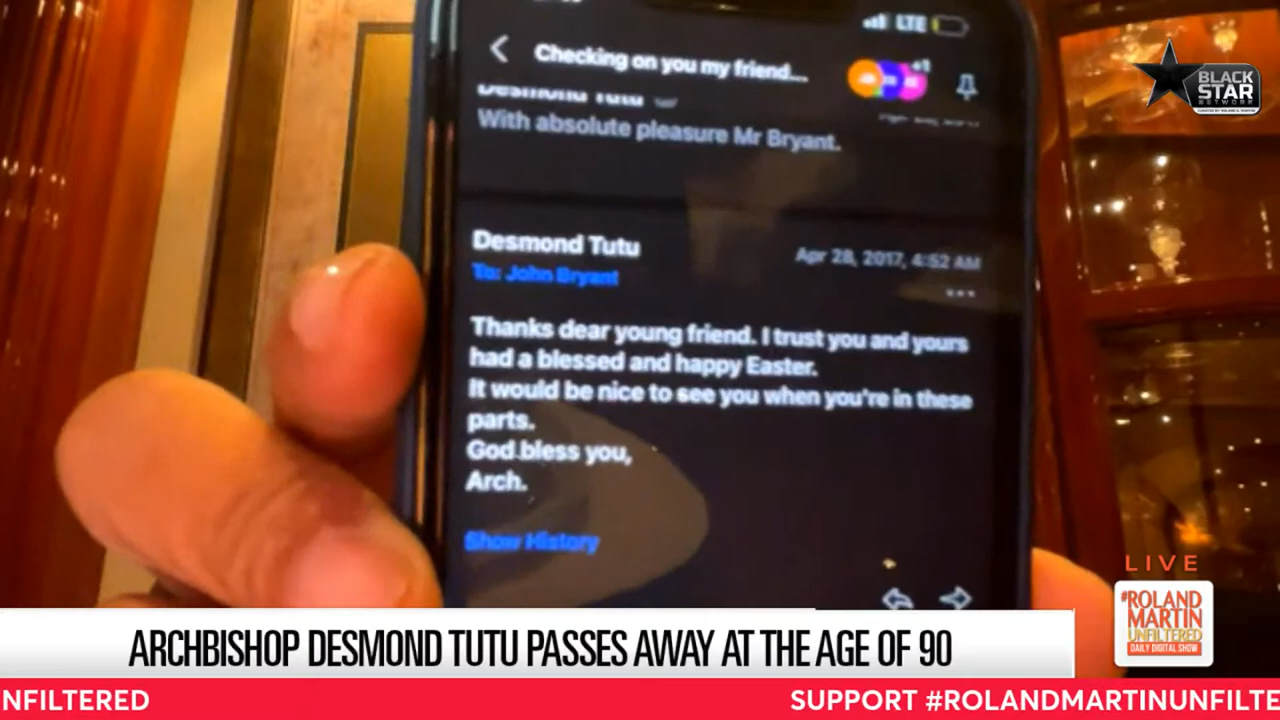 LTE
Checking on you my friend...
+1
BLACK
STAR
NETWORK
Desmond Tutu
With absolute pleasure Mr Bryant.
Desmond Tutu
Apr 28, 2017, 4:52 AM
To: John Bryant
Thanks dear young friend. I trust you and yours
had a blessed and happy Easter.
It would be nice to see you when you're in these
parts.
God bless you,
Arch.
Show History
LIVE
#ROLAND
MARTIN
UNFILTERED
DAILY DIGITAL SHOW
ARCHBISHOP DESMOND TUTU PASSES AWAY AT THE AGE OF 90
NFILTERED
SUPPORT #ROLANDMARTINUNFILTE